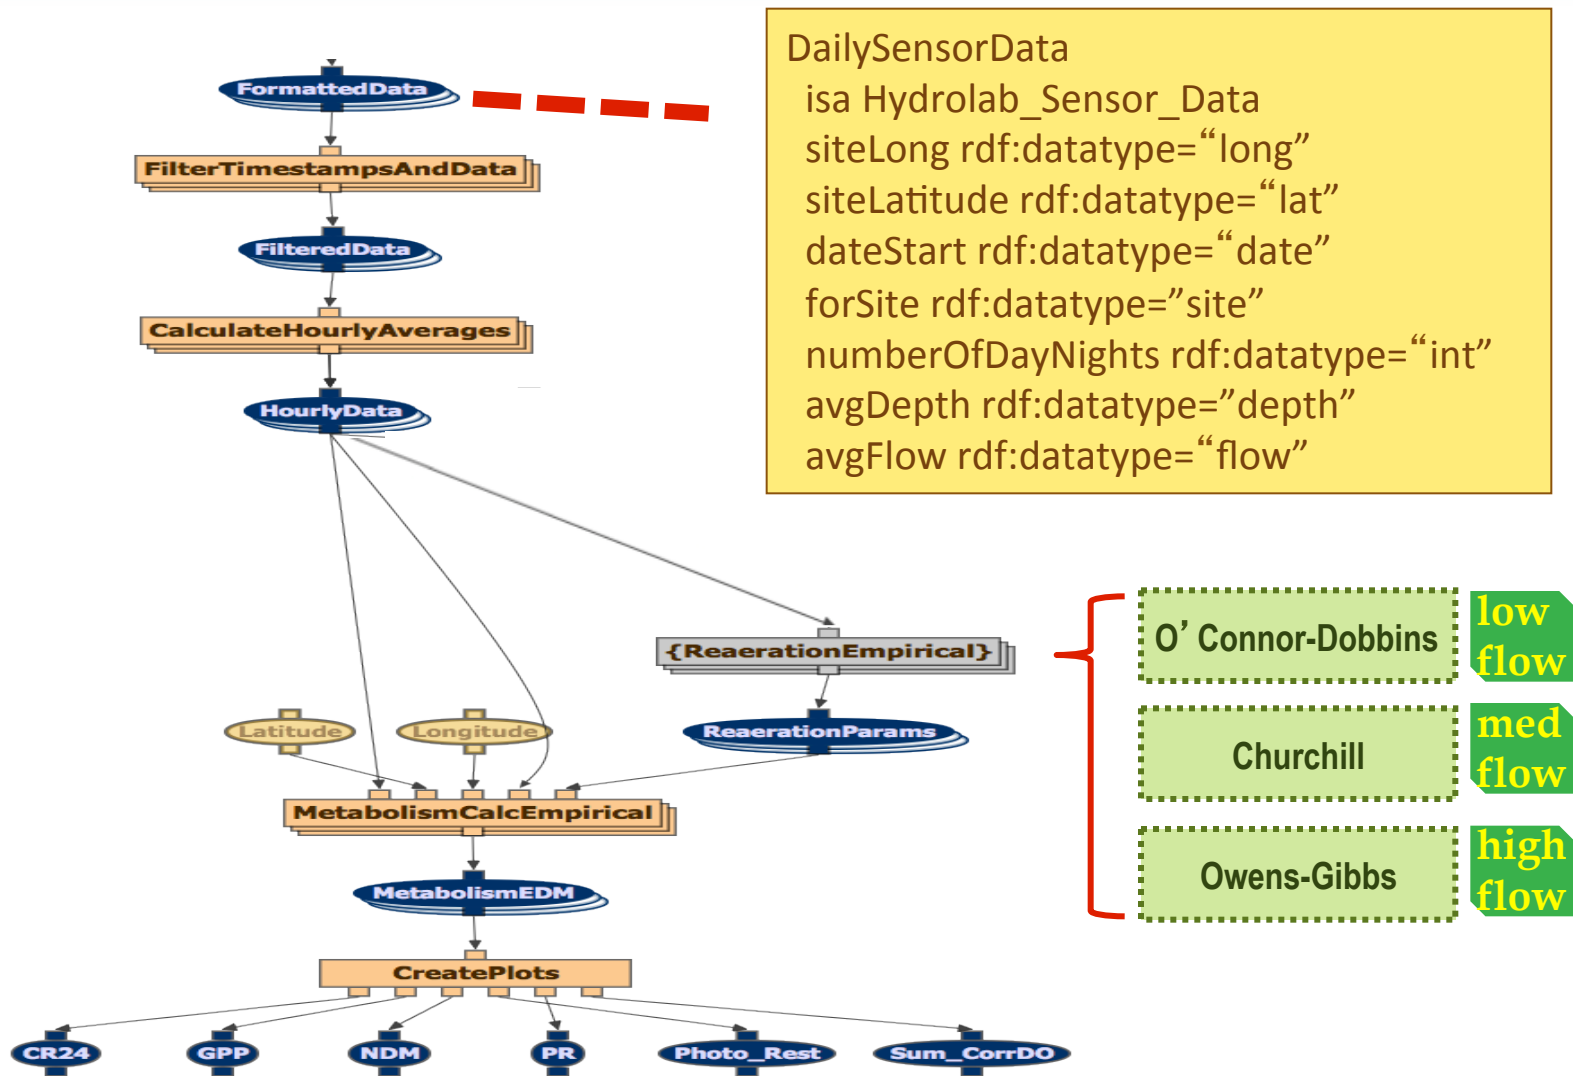 FormattedData
FilterTimestampsAndData
FilteredData
CalculateHourlyAverages
HourlyData
DailySensorData
isa Hydrolab_Sensor_Data
siteLong rdf:datatype=“long”
siteLatitude rdf:datatype=“lat”
dateStart rdf:datatype=“date”
forSite rdf:datatype=”site”
numberOfDayNights rdf:datatype=“int”
avgDepth rdf:datatype=”depth”
avgFlow rdf:datatype=“flow”
{ReaerationEmpirical}
Latitude
Longitude
ReaerationParams
MetabolismCalcEmpirical
MetabolismEDM
CreatePlots
CR24
GPP
NDM
PR
Photo_Rest
Sum_CorrDO
O’ Connor-Dobbins
low
flow
Churchill
med
flow
Owens-Gibbs
high
flow